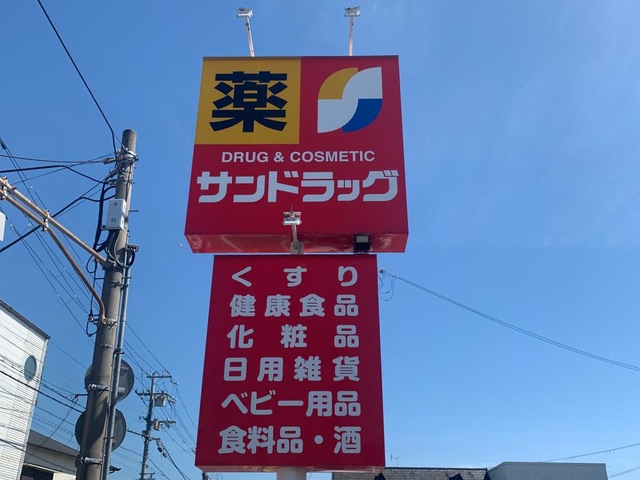 薬
DRUG & COSMETIC
サンドラッグ
くすり
健康食品
化粧品
日用雑貨
ベビー用品
食料品・酒